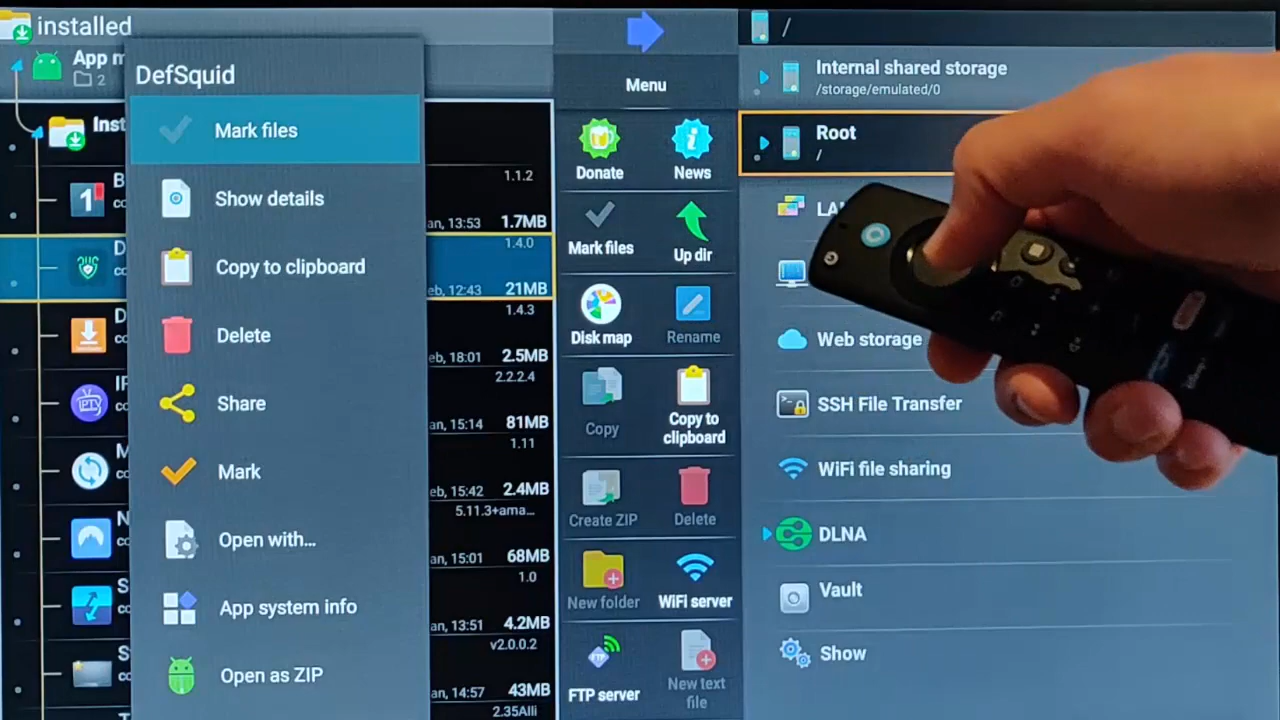 installed
App m
2
Inst
1.1.2
an, 13:53 1.7MB
1.4.0
eb, 12:43 21MB
1.4.3
eb, 18:01 2.5MB
2.2.2.4
an, 15:14 81MB
1.11
eb, 15:42 2.4MB
5.11.3+ama...
an, 15:01 68MB
1.0
an, 13:51 4.2MB
v2.0.0.2
an, 14:57 43MB
2.35Alli
DefSquid
Mark files
Show details
Copy to clipboard
Delete
Share
Mark
Open with...
App system info
Open as ZIP
Menu
Donate
News
Mark files
Up dir
Disk map
Rename
Copy
Copy to
clipboard
Create ZIP
Delete
New folder
WiFi server
FTP
FTP server
New text
file
/
Internal shared storage
/storage/emulated/0
Root
/
LA
Web storage
SSH File Transfer
WiFi file sharing
DLNA
Vault
Show